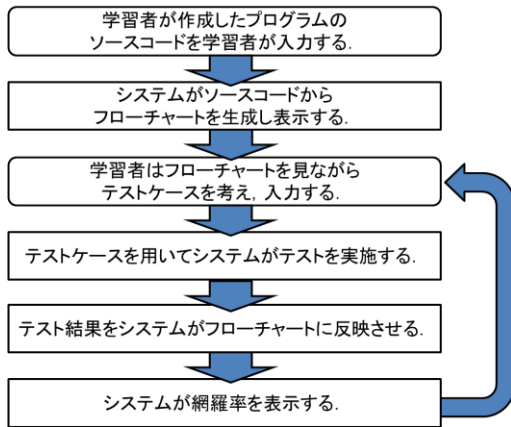 学習者が作成したプログラムの
ソースコードを学習者が入力する.
システムがソースコードから
フローチャートを生成し表示する.
学習者はフローチャートを見ながら
テストケースを考え, 入力する.
テストケースを用いてシステムがテストを実施する.
テスト結果をシステムがフローチャートに反映させる.
システムが網羅率を表示する.